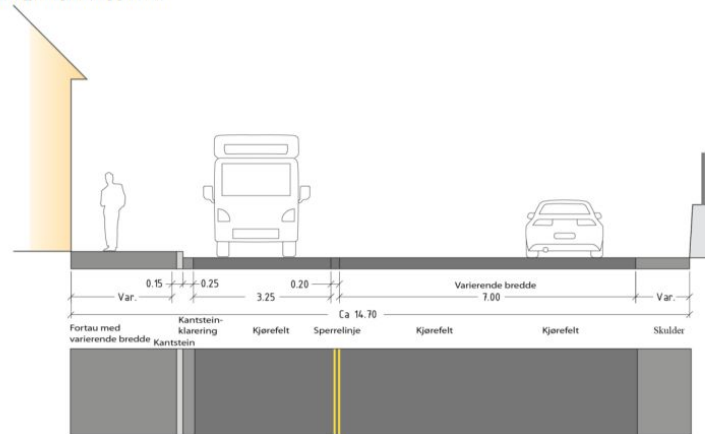 0.15
0.25
0.20
Varierende bredde
Var.
3.25
7.00
Var.
Ca 14.70
Fortau med
varierende bredde
Kantstein
Kantstein-
klarering
Kjørefelt
Sperrelinje
Kjørefelt
Kjørefelt
Skulder